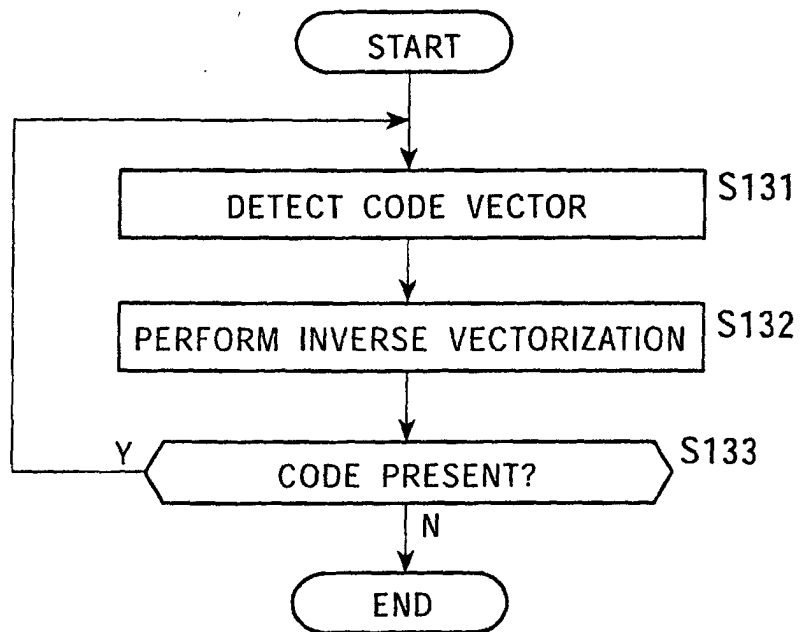 START
DETECT CODE VECTOR
S131
PERFORM INVERSE VECTORIZATION
S132
Y
CODE PRESENT?
S133
N
END